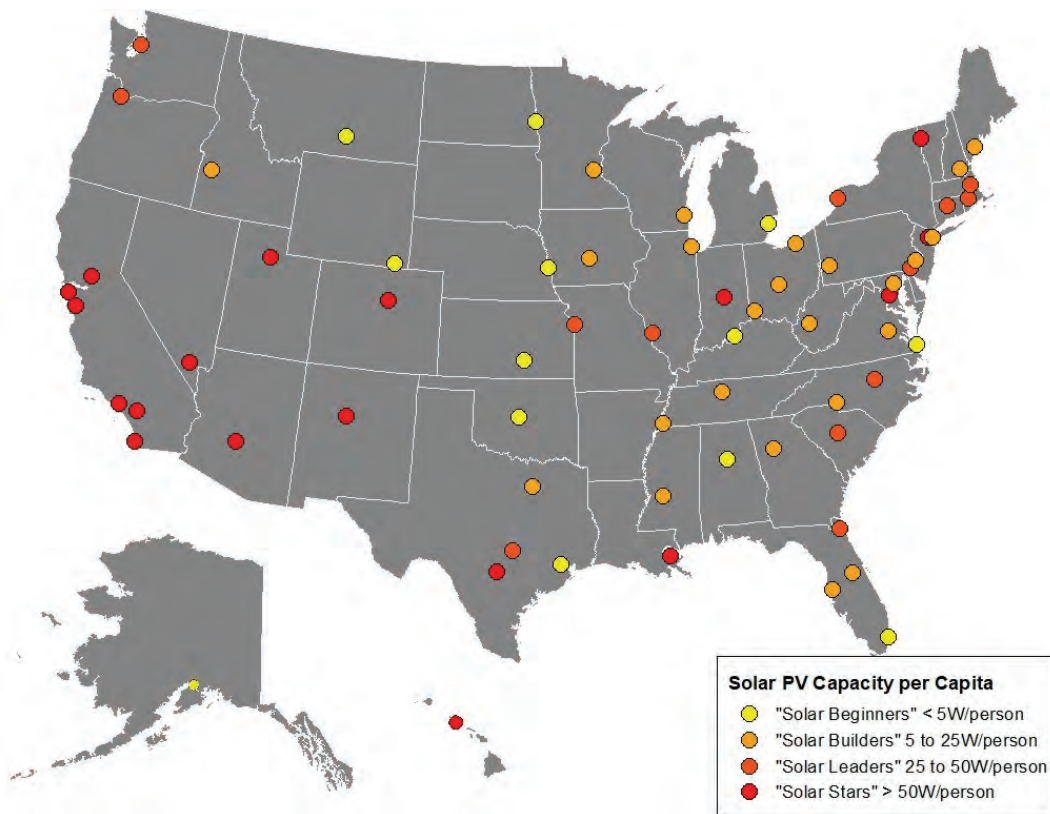 Solar PV Capacity per Capita
"Solar Beginners" < 5W/person
"Solar Builders" 5 to 25W/person
"Solar Leaders" 25 to 50W/person
"Solar Stars" > 50W/person